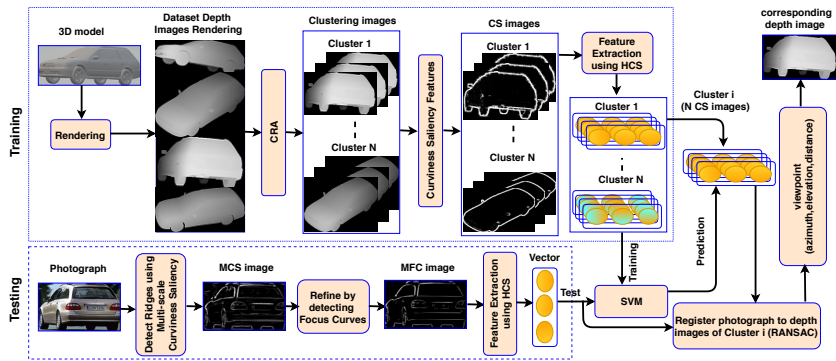 Training
3D model
Rendering
Dataset Depth
Images Rendering
CRA
Clustering images
Cluster 1
Cluster N
Curviness Saliency Features
CS images
Cluster 1
Cluster N
Feature
Extraction
using HCS
Cluster 1
Cluster N
Cluster i
(N CS images)
corresponding
depth image
viewpoint
(azimuth,elevation,distance)
Training
Prediction
Testing
Photograph
Detect Ridges using
Multi-scale
Curviness Saliency
MCS image
Refine by
detecting
Focus Curves
MFC image
Feature Extraction
using HCS
Vector
Test
SVM
Register photograph to depth
images of Cluster i (RANSAC)